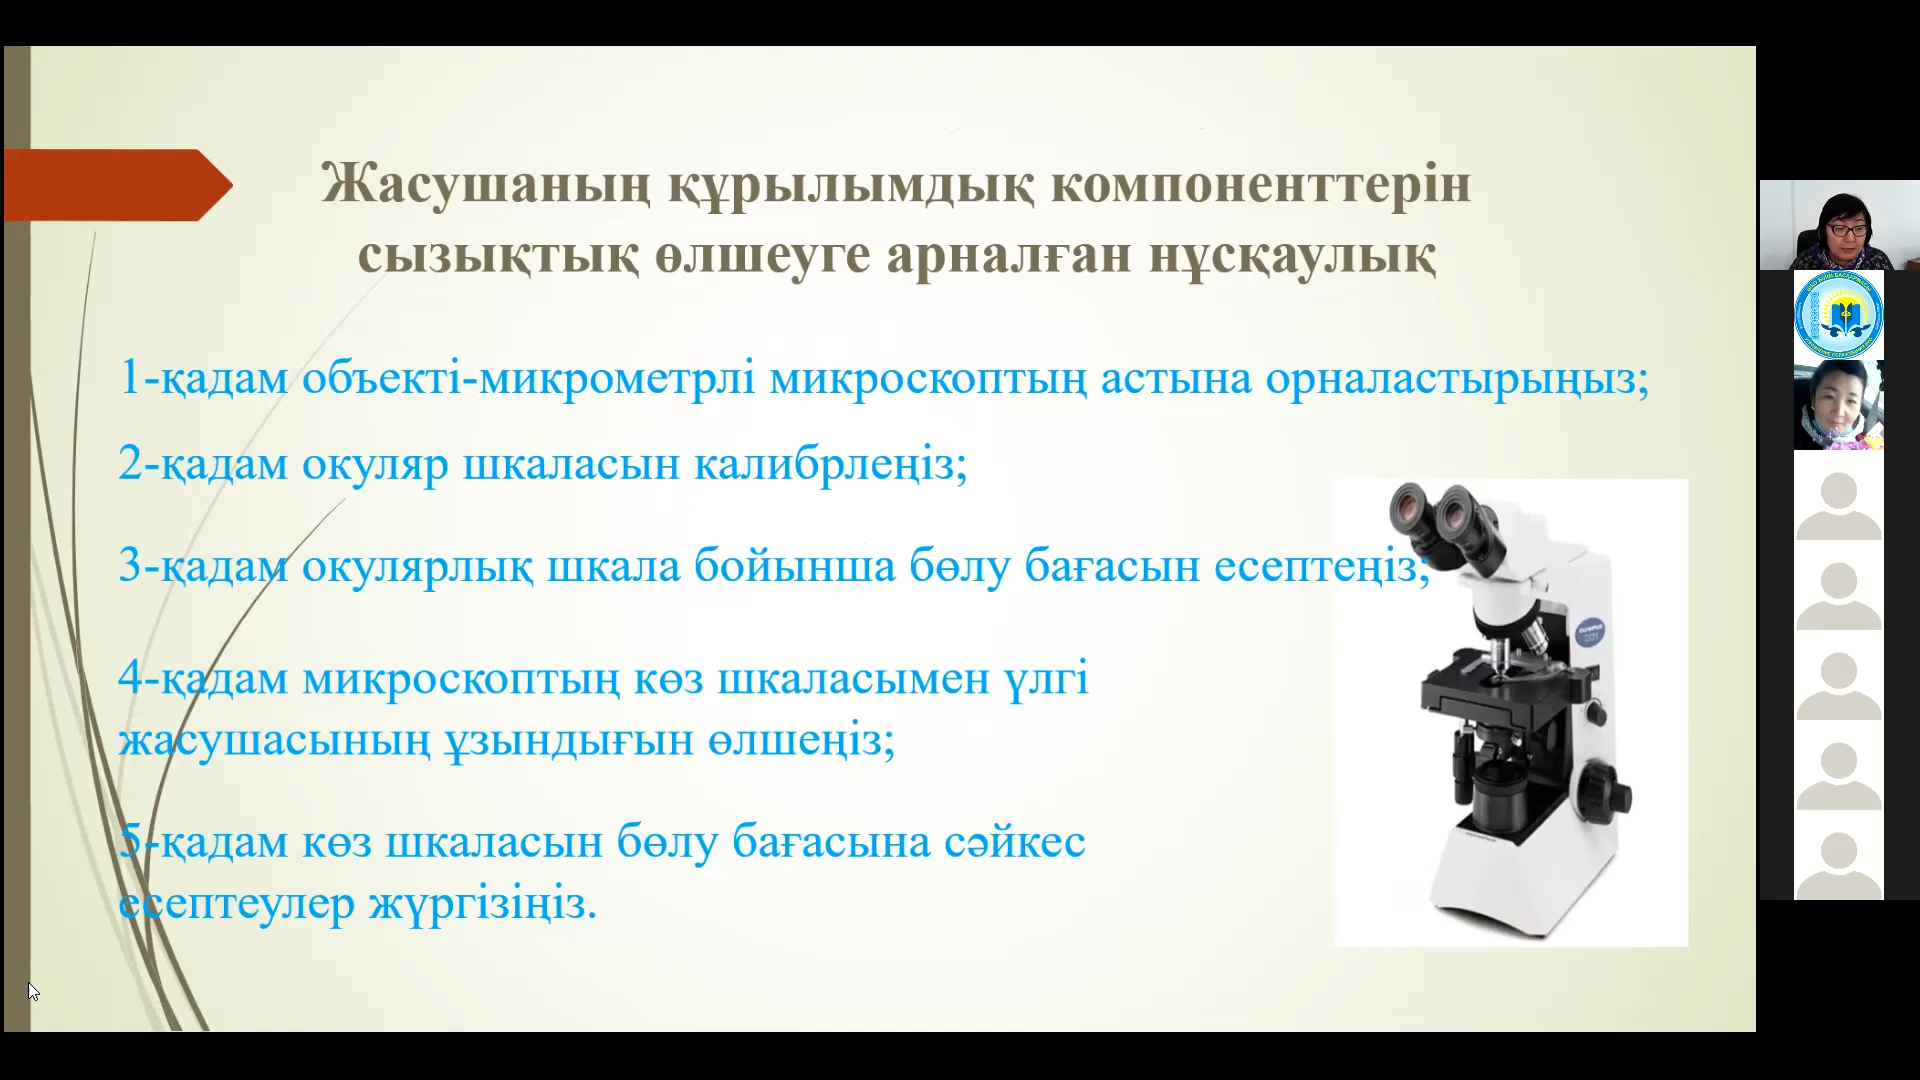 Жасушаның құрылымдық компоненттерін
сызықтық өлшеуге арналған нұсқаулық
1-қадам объекті-микрометрлі микроскоптың астына орналастырыңыз;
2-қадам окуляр шкаласын калибрлеңіз;
3-қадам окулярлық шкала бойынша бөлу бағасын есептеңіз;
4-қадам микроскоптың көз шкаласымен үлгі
жасушасының ұзындығын өлшеңіз;
5-қадам көз шкаласын бөлу бағасына сәйкес
есептеулер жүргізіңіз.
OLYMPUS